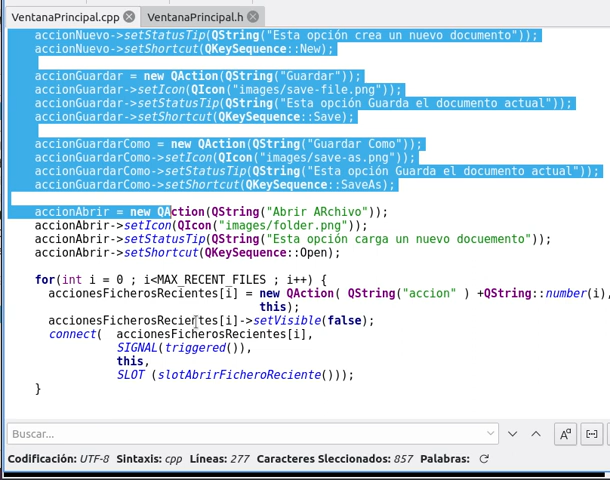 VentanaPrincipal.cpp VentanaPrincipal.h
accionNuevo->setStatusTip(QString("Esta opción crea un nuevo documento"));
accionNuevo->setShortcut(QKeySequence::New);
accionGuardar = new QAction(QString("Guardar"));
accionGuardar->setIcon(QIcon("images/save-file.png"));
accionGuardar->setStatusTip(QString("Esta opción Guarda el documento actual"));
accionGuardar->setShortcut(QKeySequence::Save);
accionGuardarComo = new QAction(QString("Guardar Como"));
accionGuardarComo->setIcon(QIcon("images/save-as.png"));
accionGuardarComo->setStatusTip(QString("Esta opción Guarda el documento actual"));
accionGuardarComo->setShortcut(QKeySequence::SaveAs);
accionAbrir = new QAction(QString("Abrir ARchivo"));
accionAbrir->setIcon(QIcon("images/folder.png"));
accionAbrir->setStatusTip(QString("Esta opción carga un nuevo docuemento"));
accionAbrir->setShortcut(QKeySequence::Open);
for(int i = 0 ; i<MAX_RECENT_FILES ; i++) {
accionesFicherosRecientes[i] = new QAction( QString("accion" ) +QString::number(i),
this);
accionesFicherosRecientes[i]->setVisible(false);
connect( accionesFicherosRecientes[i],
SIGNAL(triggered()),
this,
SLOT (slotAbrirFicheroReciente()));
}
Buscar...
Codificación: UTF-8 Sintaxis: cpp Líneas: 277 Caracteres Sleccionados: 857 Palabras: